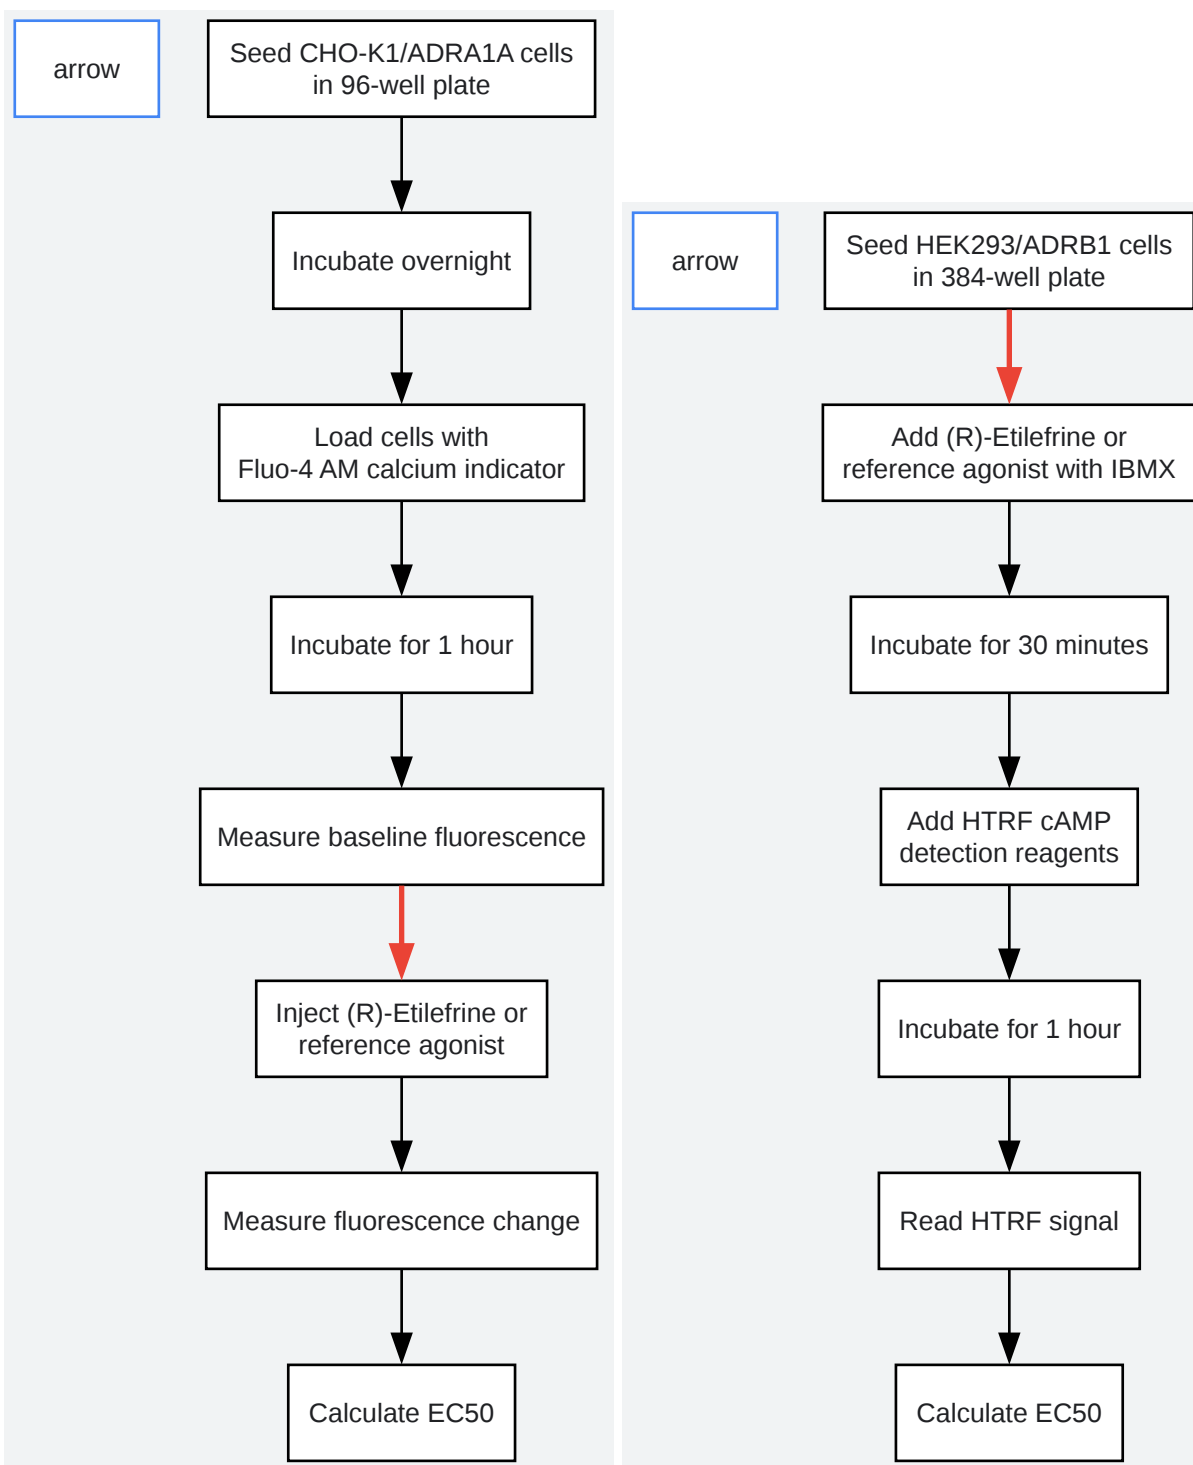 arrow
Seed CHO-K1/ADRA1A cells
in 96-well plate
Incubate overnight
Load cells with
Fluo-4 AM calcium indicator
Incubate for 1 hour
Measure baseline fluorescence
Inject (R)-Etilefrine or
reference agonist
Measure fluorescence change
Calculate EC50
arrow
Seed HEK293/ADRB1 cells
in 384-well plate
Add (R)-Etilefrine or
reference agonist with IBMX
Incubate for 30 minutes
Add HTRF cAMP
detection reagents
Incubate for 1 hour
Read HTRF signal
Calculate EC50